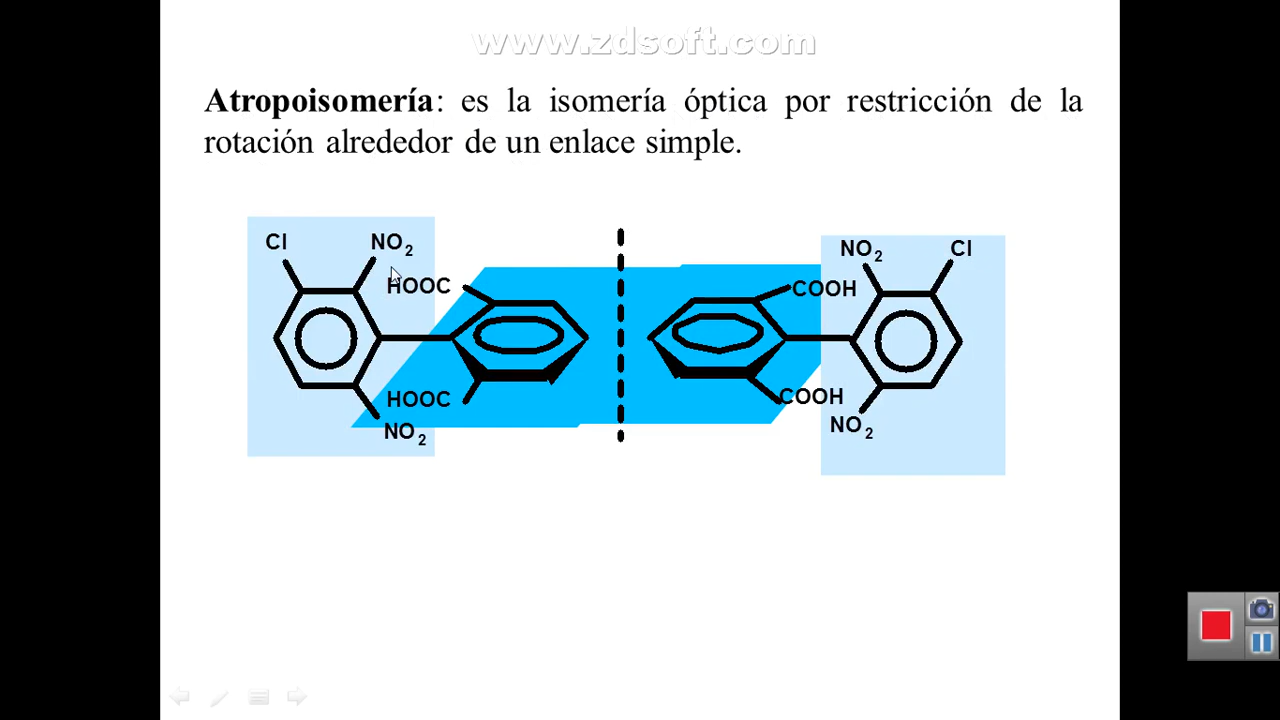 www.zdsoft.com
Atropoisomería: es la isomería óptica por restricción de la
rotación alrededor de un enlace simple.
Cl NO2 NO2 Cl
HOOC COOH
HOOC COOH
NO2 NO2